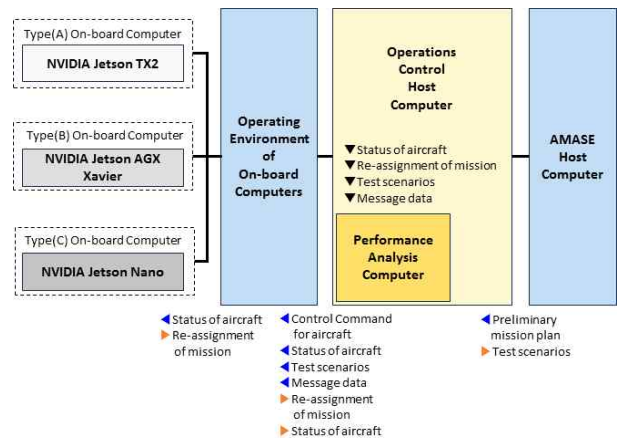 Type(A) On-board Computer
NVIDIA Jetson TX2
Type(B) On-board Computer
NVIDIA Jetson AGX
Xavier
Type(C) On-board Computer
NVIDIA Jetson Nano
Operating
Environment
of
On-board
Computers
Operations
Control
Host
Computer
▼Status of aircraft
▼Re-assignment of mission
▼Test scenarios
▼Message data
Performance
Analysis
Computer
AMASE
Host
Computer
◀Status of aircraft
▶Re-assignment
of mission
◀Control Command
for aircraft
◀Status of aircraft
◀Test scenarios
◀Message data
▶Re-assignment
of mission
▶Status of aircraft
◀Preliminary
mission plan
▶Test scenarios